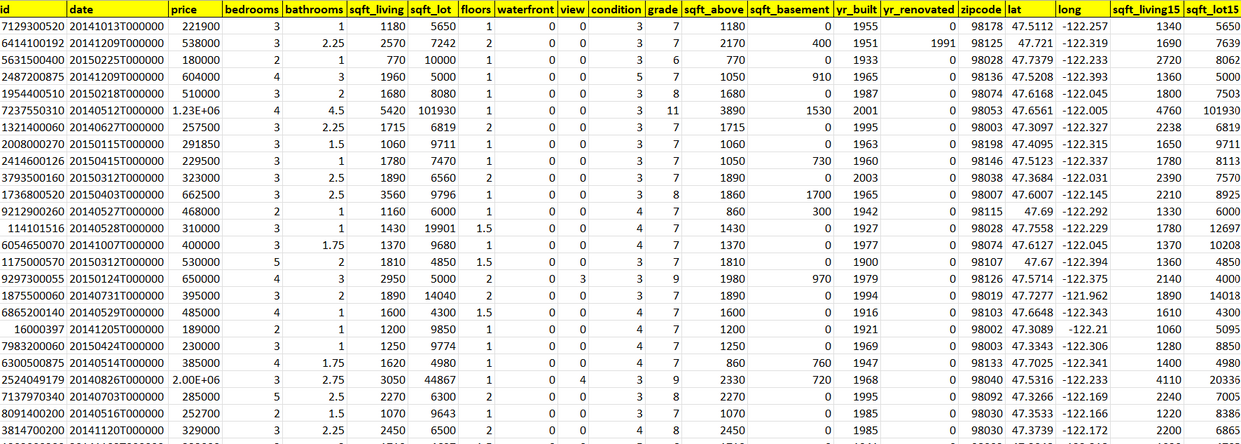 id date price bedrooms bathrooms sqft_living sqft_lot floors waterfront view condition grade sqft_above sqft_basement yr_built yr_renovated zipcode lat long sqft_living15 sqft_lot15
7129300520 20141013T000000 221900 3 1 1180 5650 1 0 0 3 7 1180 0 1955 0 98178 47.5112 -122.257 1340 5650
6414100192 20141209T000000 538000 3 2.25 2570 7242 2 0 0 3 7 2170 400 1951 1991 98125 47.721 -122.319 1690 7639
5631500400 20150225T000000 180000 2 1 770 10000 1 0 0 3 6 770 0 1933 0 98028 47.7379 -122.233 2720 8062
2487200875 20141209T000000 604000 4 3 1960 5000 1 0 0 5 7 1050 910 1965 0 98136 47.5208 -122.393 1360 5000
1954400510 20150218T000000 510000 3 2 1680 8080 1 0 0 3 8 1680 0 1987 0 98074 47.6168 -122.045 1800 7503
7237550310 20140512T000000 1.23E+06 4 4.5 5420 101930 1 0 0 3 11 3890 1530 2001 0 98053 47.6561 -122.005 4760 101930
1321400060 20140627T000000 257500 3 2.25 1715 6819 2 0 0 3 7 1715 0 1995 0 98003 47.3097 -122.327 2238 6819
2008000270 20150115T000000 291850 3 1.5 1060 9711 1 0 0 3 7 1060 0 1963 0 98198 47.4095 -122.315 1650 9711
2414600126 20150415T000000 229500 3 1 1780 7470 1 0 0 3 7 1050 730 1960 0 98146 47.5123 -122.337 1780 8113
3793500160 20150312T000000 323000 3 2.5 1890 6560 2 0 0 3 7 1890 0 2003 0 98038 47.3684 -122.031 2390 7570
1736800520 20150403T000000 662500 3 2.5 3560 9796 1 0 0 3 8 1860 1700 1965 0 98007 47.6007 -122.145 2210 8925
9212900260 20140527T000000 468000 2 1 1160 6000 1 0 0 4 7 860 300 1942 0 98115 47.69 -122.292 1330 6000
114101516 20140528T000000 310000 3 1 1430 19901 1.5 0 0 4 7 1430 0 1927 0 98028 47.7558 -122.229 1780 12697
6054650070 20141007T000000 400000 3 1.75 1370 9680 1 0 0 4 7 1370 0 1977 0 98074 47.6127 -122.045 1370 10208
1175000570 20150312T000000 530000 5 2 1810 4850 1.5 0 0 3 7 1810 0 1900 0 98107 47.67 -122.394 1360 4850
9297300055 20150124T000000 650000 4 3 2950 5000 2 0 3 3 9 1980 970 1979 0 98126 47.5714 -122.375 2140 4000
1875500060 20140731T000000 395000 3 2 1890 14040 2 0 0 3 7 1890 0 1994 0 98019 47.7277 -121.962 1890 14018
6865200140 20140529T000000 485000 4 1 1600 4300 1.5 0 0 4 7 1600 0 1916 0 98103 47.6648 -122.343 1610 4300
16000397 20141205T000000 189000 2 1 1200 9850 1 0 0 4 7 1200 0 1921 0 98002 47.3089 -122.21 1060 5095
7983200060 20150424T000000 230000 3 1 1250 9774 1 0 0 4 7 1250 0 1969 0 98003 47.3343 -122.306 1280 8850
6300500875 20140514T000000 385000 4 1.75 1620 4980 1 0 0 4 7 860 760 1947 0 98133 47.7025 -122.341 1400 4980
2524049179 20140826T000000 2.00E+06 3 2.75 3050 44867 1 0 4 3 9 2330 720 1968 0 98040 47.5316 -122.233 4110 20336
7137970340 20140703T000000 285000 5 2.5 2270 6300 2 0 0 3 8 2270 0 1995 0 98092 47.3266 -122.169 2240 7005
8091400200 20140516T000000 252700 2 1.5 1070 9643 1 0 0 3 7 1070 0 1985 0 98030 47.3533 -122.166 1220 8386
3814700200 20141120T000000 329000 3 2.25 2450 6500 2 0 0 4 8 2450 0 1985 0 98030 47.3739 -122.172 2200 6865